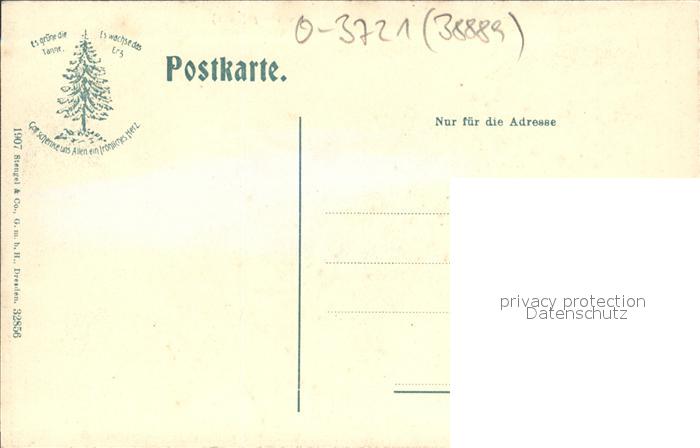 O-3721 (38889)
Es grüne die Tanne,
Es wachse das Erz
Gott schenke uns Allen ein fröhliches Herz.
Postkarte.
Nur für die Adresse
1907 Stengel & Co., G. m. b. H., Dresden. 32856
privacy protection
Datenschutz